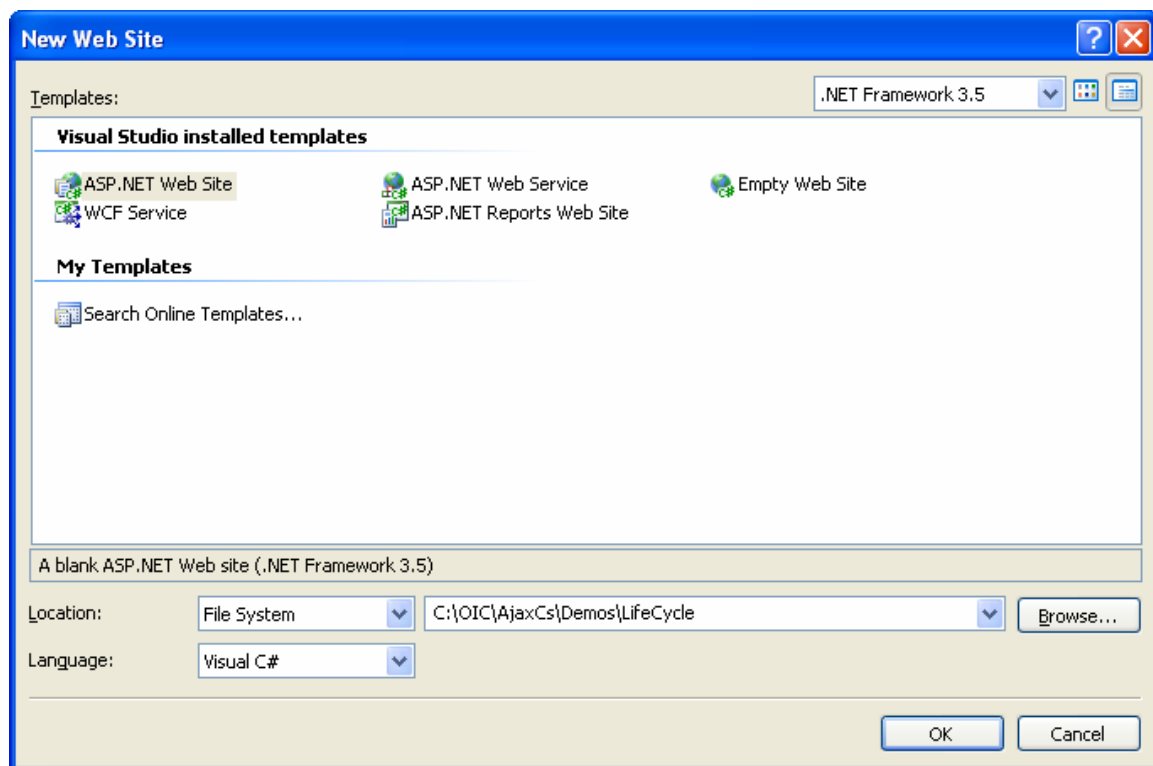 New Web Site
Templates:
.NET Framework 3.5
Visual Studio installed templates
ASP.NET Web Site
ASP.NET Web Service
Empty Web Site
WCF Service
ASP.NET Reports Web Site
My Templates
Search Online Templates...
A blank ASP.NET Web site (.NET Framework 3.5)
Location:
File System
C:\OIC\AjaxCs\Demos\LifeCycle
Browse...
Language:
Visual C#
OK
Cancel